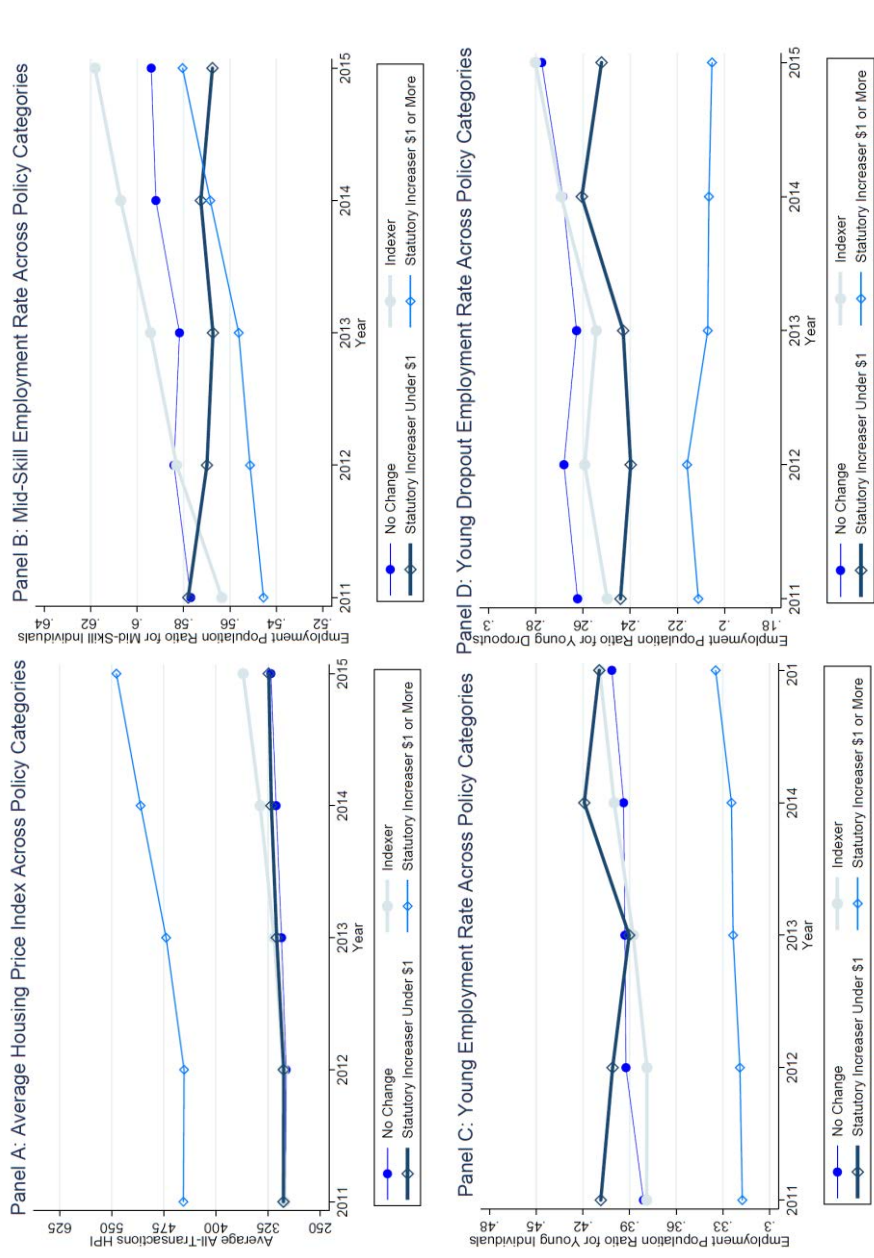 Panel A: Average Housing Price Index Across Policy Categories
Average All-Transactions HPI
625
550
475
400
325
250
2011
2012
2013
2014
2015
Year
No Change
Indexer
Statutory Increaser Under $1
Statutory Increaser $1 or More
Panel B: Mid-Skill Employment Rate Across Policy Categories
Employment Population Ratio for Mid-Skill Individuals
.64
.62
.6
.58
.56
.54
.52
2011
2012
2013
2014
2015
Year
No Change
Indexer
Statutory Increaser Under $1
Statutory Increaser $1 or More
Panel C: Young Employment Rate Across Policy Categories
Employment Population Ratio for Young Individuals
.48
.45
.42
.39
.36
.33
.3
2011
2012
2013
2014
201
Year
No Change
Indexer
Statutory Increaser Under $1
Statutory Increaser $1 or More
Panel D: Young Dropout Employment Rate Across Policy Categories
Employment Population Ratio for Young Dropouts
.3
.28
.26
.24
.22
.2
.18
2011
2012
2013
2014
2015
Year
No Change
Indexer
Statutory Increaser Under $1
Statutory Increaser $1 or More